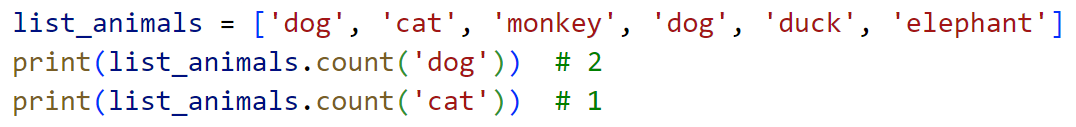 list_animals = ['dog', 'cat', 'monkey', 'dog', 'duck', 'elephant']
print(list_animals.count('dog'))  # 2
print(list_animals.count('cat'))  # 1